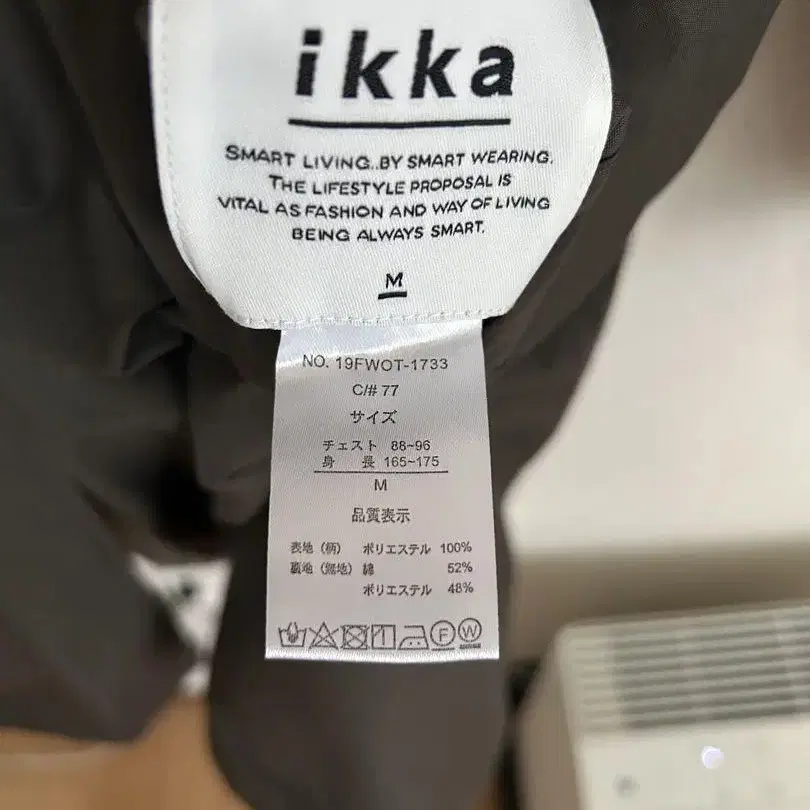 ikka
SMART LIVING..BY SMART WEARING.
THE LIFESTYLE PROPOSAL IS
VITAL AS FASHION AND WAY OF LIVING
BEING ALWAYS SMART.
M
NO. 19FWOT-1733
C/# 77
サイズ
チェスト 88~96
身 長 165~175
M
品質表示
表地(柄) ポリエステル 100%
裏地(無地) 綿 52%
ポリエステル 48%
F W